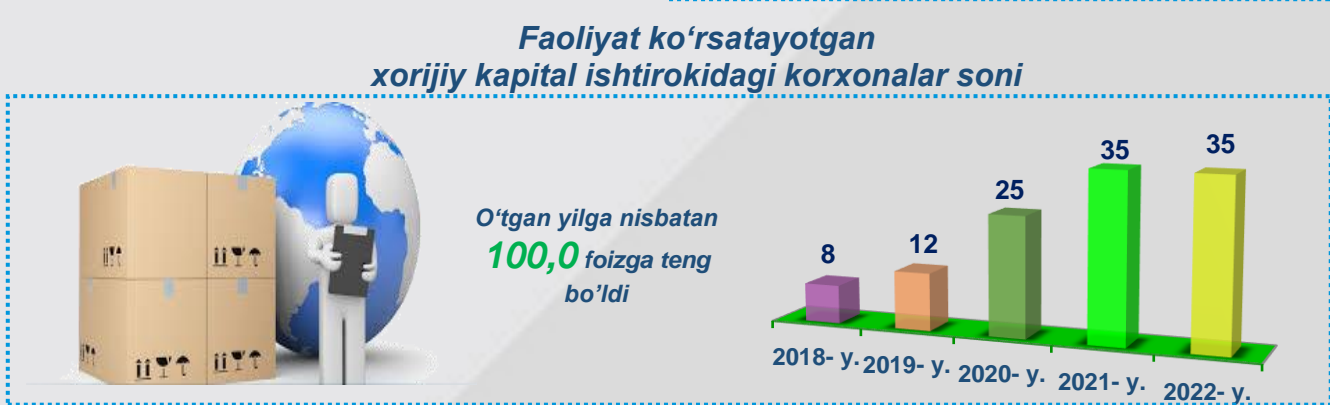 Faoliyat ko‘rsatayotgan
xorijiy kapital ishtirokidagi korxonalar soni
O‘tgan yilga nisbatan
100,0 foizga teng
bo’ldi
8
12
25
35
35
2018- y.
2019- y.
2020- y.
2021- y.
2022- y.